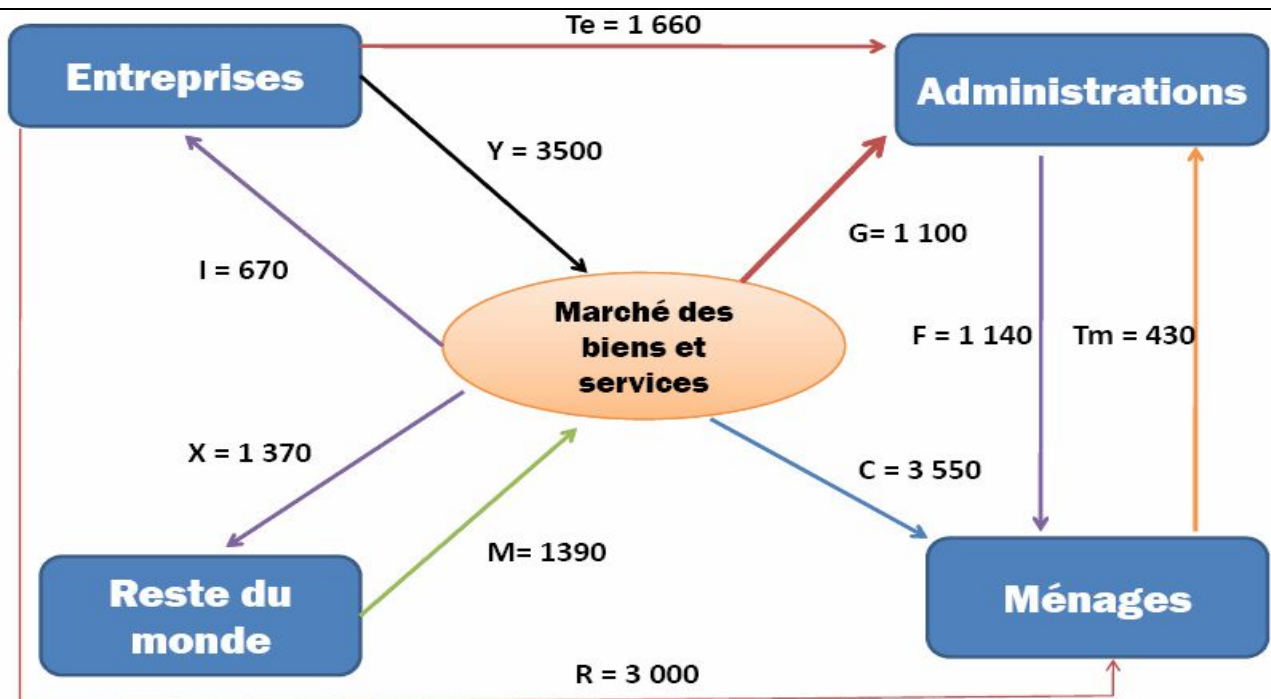 Te = 1 660
Entreprises
Administrations
Y = 3500
G= 1 100
I = 670
Marché des
biens et
services
F = 1 140
Tm = 430
X = 1 370
C = 3 550
M= 1390
Reste du
monde
Ménages
R = 3 000